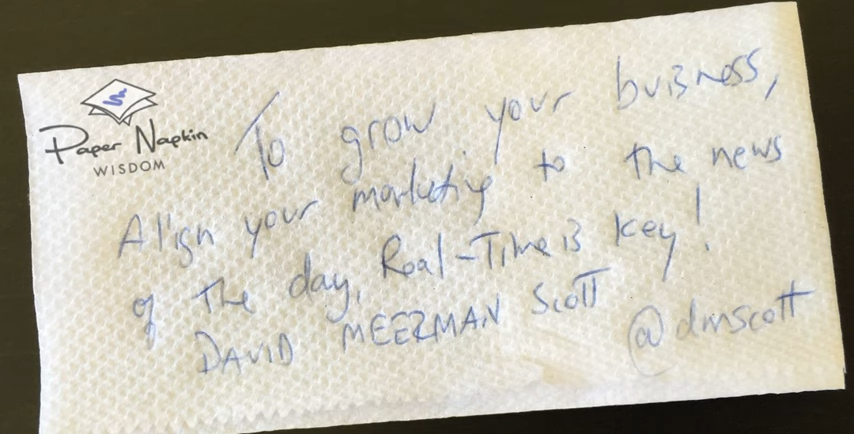 Paper Napkin
WISDOM
To grow your business,
Align your marketing to the news
of the day. Real-Time is key!
DAVID MEERMAN SCOTT @dmscott